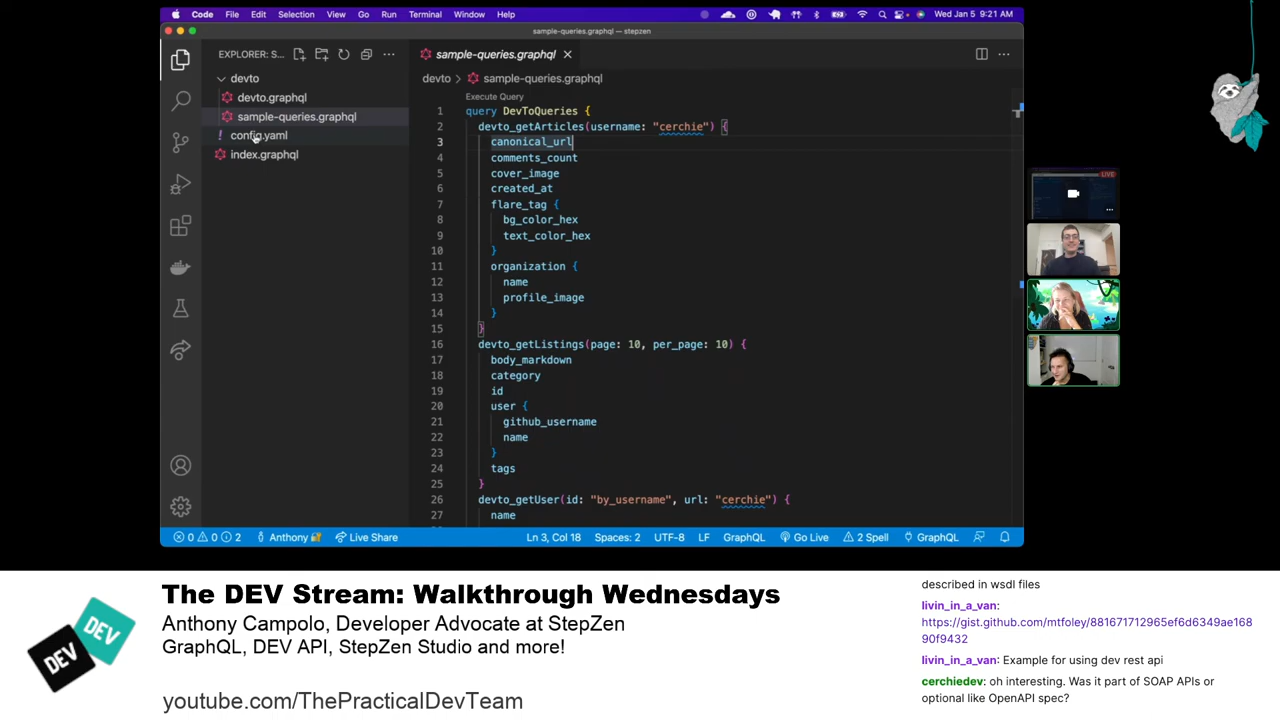 Code File Edit Selection View Go Run Terminal Window Help Wed Jan 5 9:21 AM
sample-queries.graphql — stepzen
EXPLORER: S...
sample-queries.graphql
devto
devto.graphql
sample-queries.graphql
config.yaml
index.graphql
devto > sample-queries.graphql
Execute Query
1 query DevToQueries {
2 devto_getArticles(username: "cerchie") {
3 canonical_url
4 comments_count
5 cover_image
6 created_at
7 flare_tag {
8 bg_color_hex
9 text_color_hex
10 }
11 organization {
12 name
13 profile_image
14 }
15 }
16 devto_getListings(page: 10, per_page: 10) {
17 body_markdown
18 category
19 id
20 user {
21 github_username
22 name
23 }
24 tags
25 }
26 devto_getUser(id: "by_username", url: "cerchie") {
27 name
0 0 2 Anthony Live Share Ln 3, Col 18 Spaces: 2 UTF-8 LF GraphQL Go Live 2 Spell GraphQL
LIVE
DEV
DEV
The DEV Stream: Walkthrough Wednesdays
Anthony Campolo, Developer Advocate at StepZen
GraphQL, DEV API, StepZen Studio and more!
youtube.com/ThePracticalDevTeam
described in wsdl files
livin_in_a_van:
https://gist.github.com/mtfoley/881671712965ef6d6349ae168
90f9432
livin_in_a_van: Example for using dev rest api
cerchiedev: oh interesting. Was it part of SOAP APIs or
optional like OpenAPI spec?